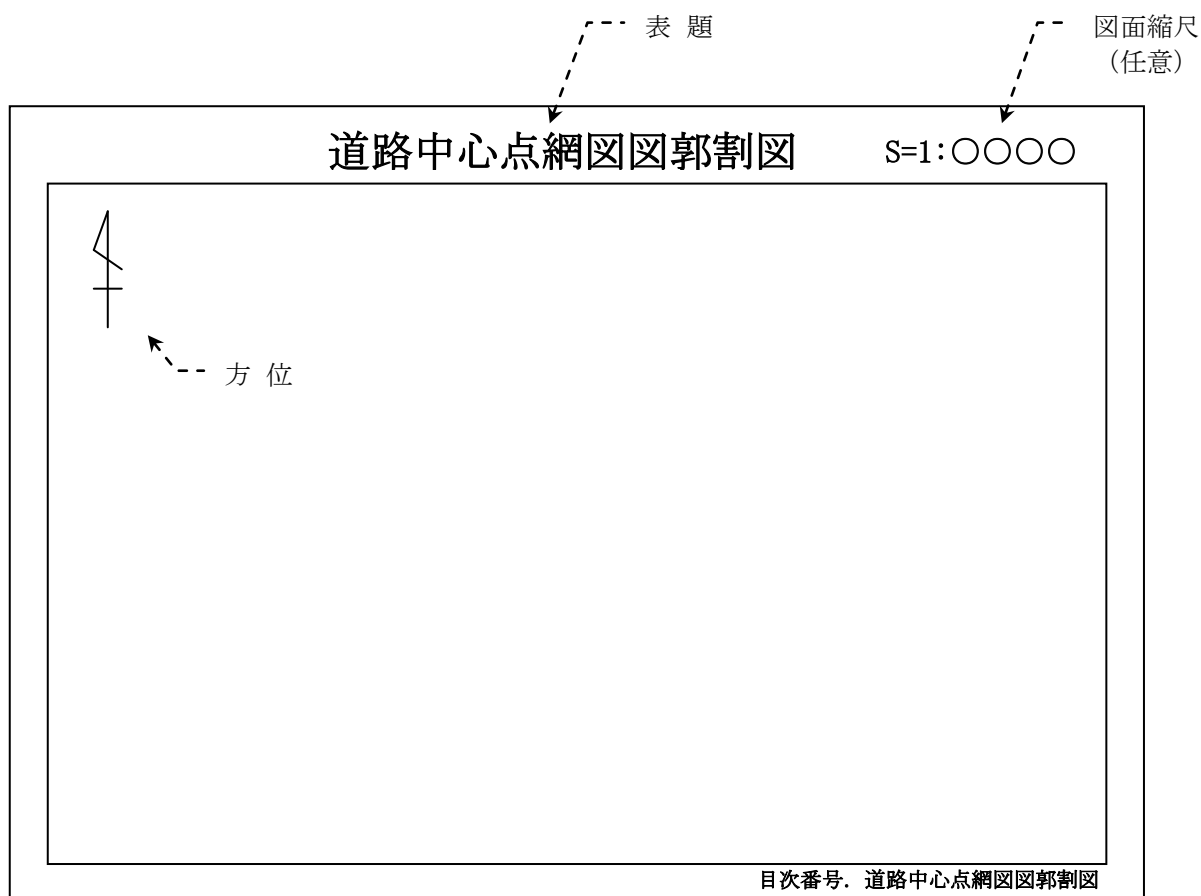 表 題
図面縮尺
（任意）
道路中心点網図図郭割図
S=1:○○○○
方 位
目次番号. 道路中心点網図図郭割図